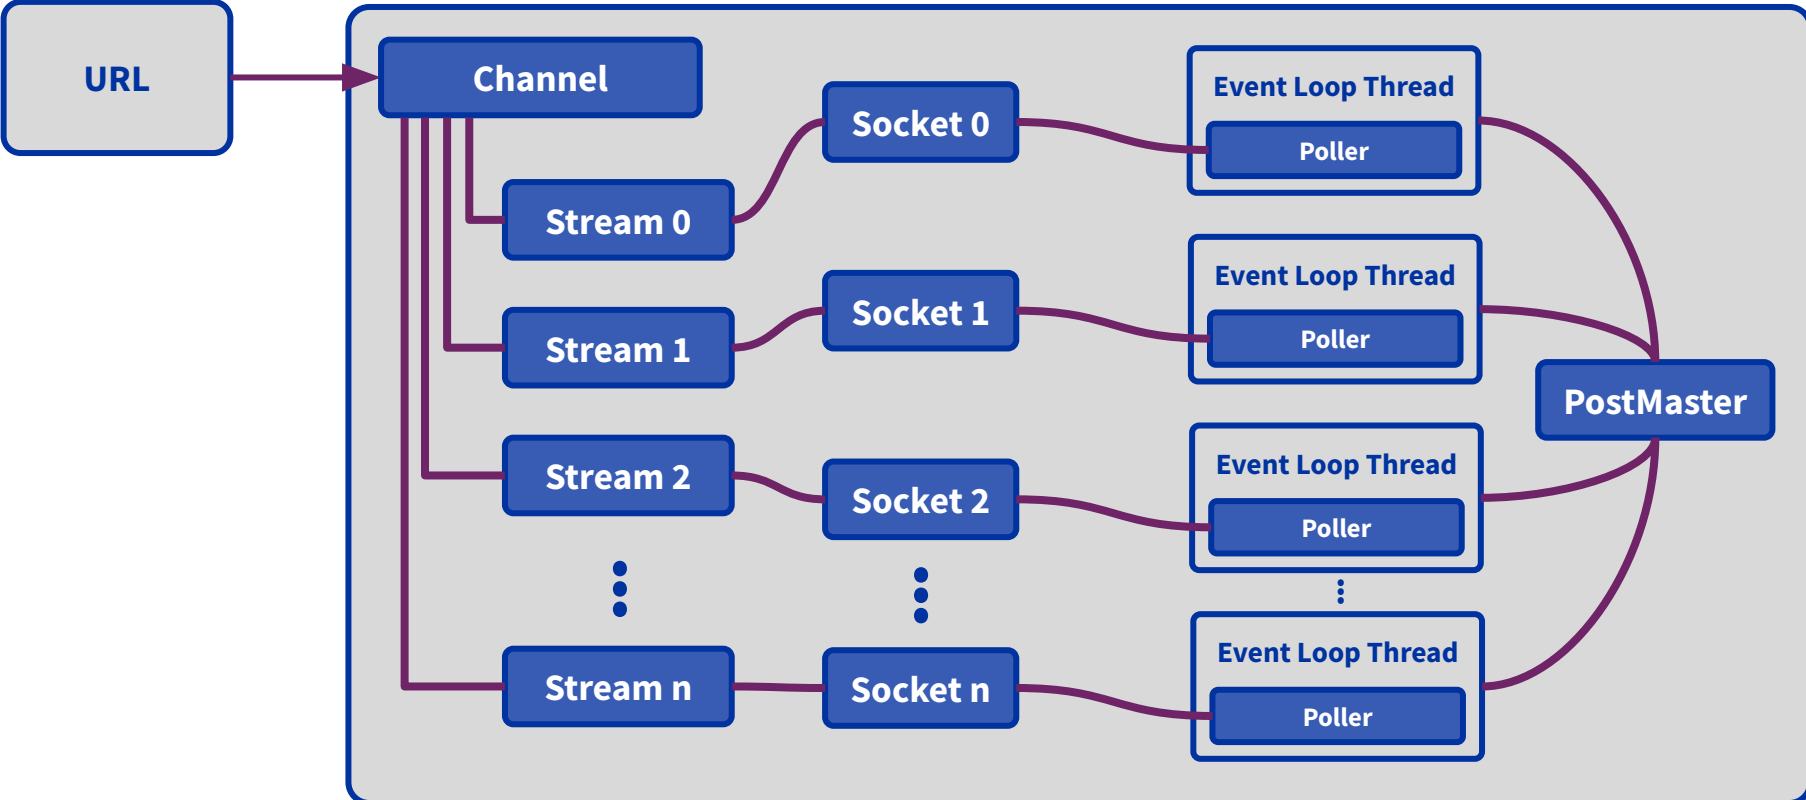 URL
Channel
Stream 0
Stream 1
Stream 2
Stream n
Socket 0
Socket 1
Socket 2
Socket n
Event Loop Thread
Poller
Event Loop Thread
Poller
Event Loop Thread
Poller
Event Loop Thread
Poller
PostMaster